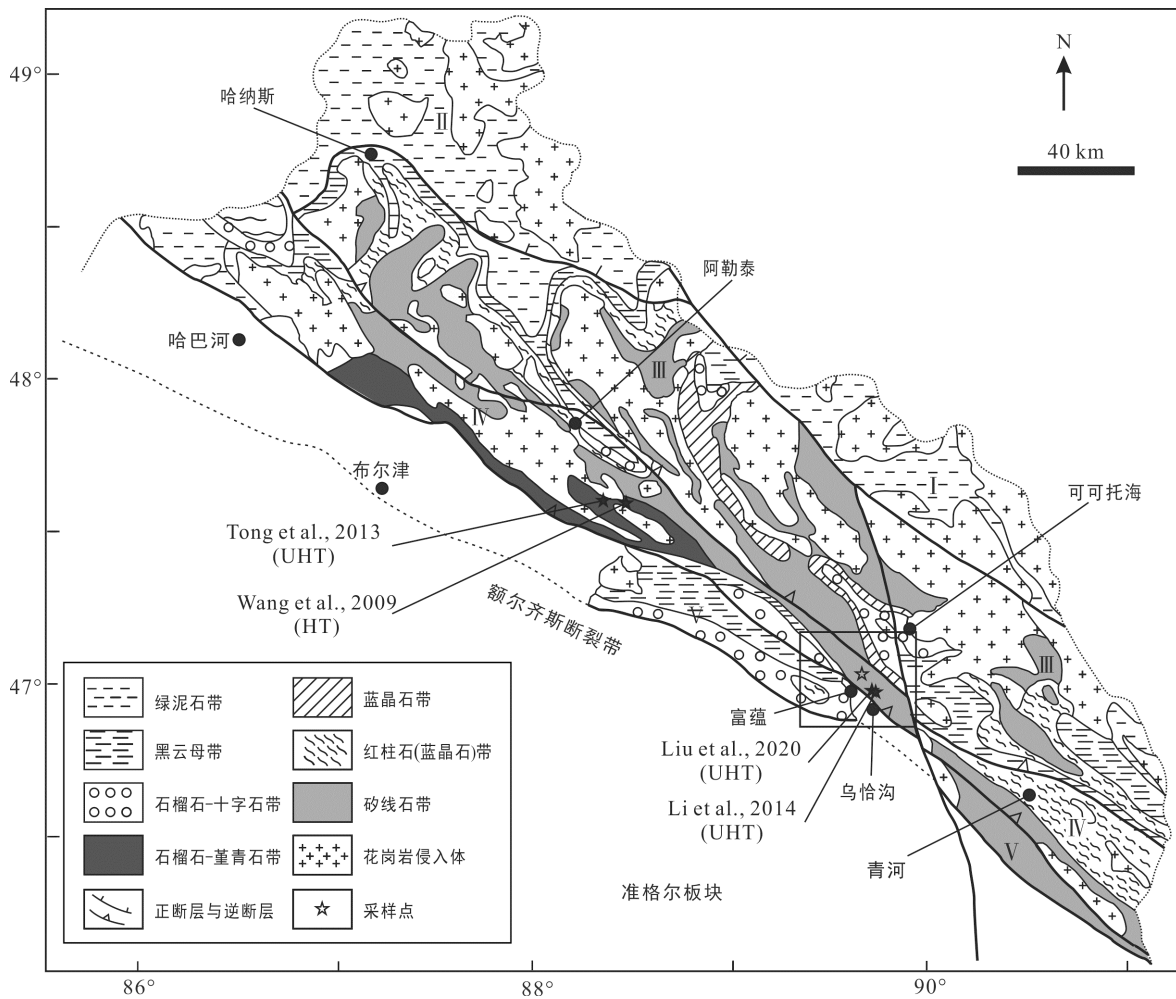 49°
48°
47°
N
40 km
哈纳斯
Ⅱ
阿勒泰
哈巴河
Ⅲ
Ⅳ
布尔津
Ⅰ
可可托海
Tong et al., 2013
(UHT)
Wang et al., 2009
(HT)
额尔齐斯断裂带
Ⅴ
Ⅲ
富蕴
Liu et al., 2020
(UHT)
乌恰沟
Li et al., 2014
(UHT)
Ⅳ
Ⅴ
青河
准格尔板块
绿泥石带
蓝晶石带
黑云母带
红柱石(蓝晶石)带
石榴石-十字石带
矽线石带
石榴石-堇青石带
花岗岩侵入体
正断层与逆断层
采样点
86°
88°
90°